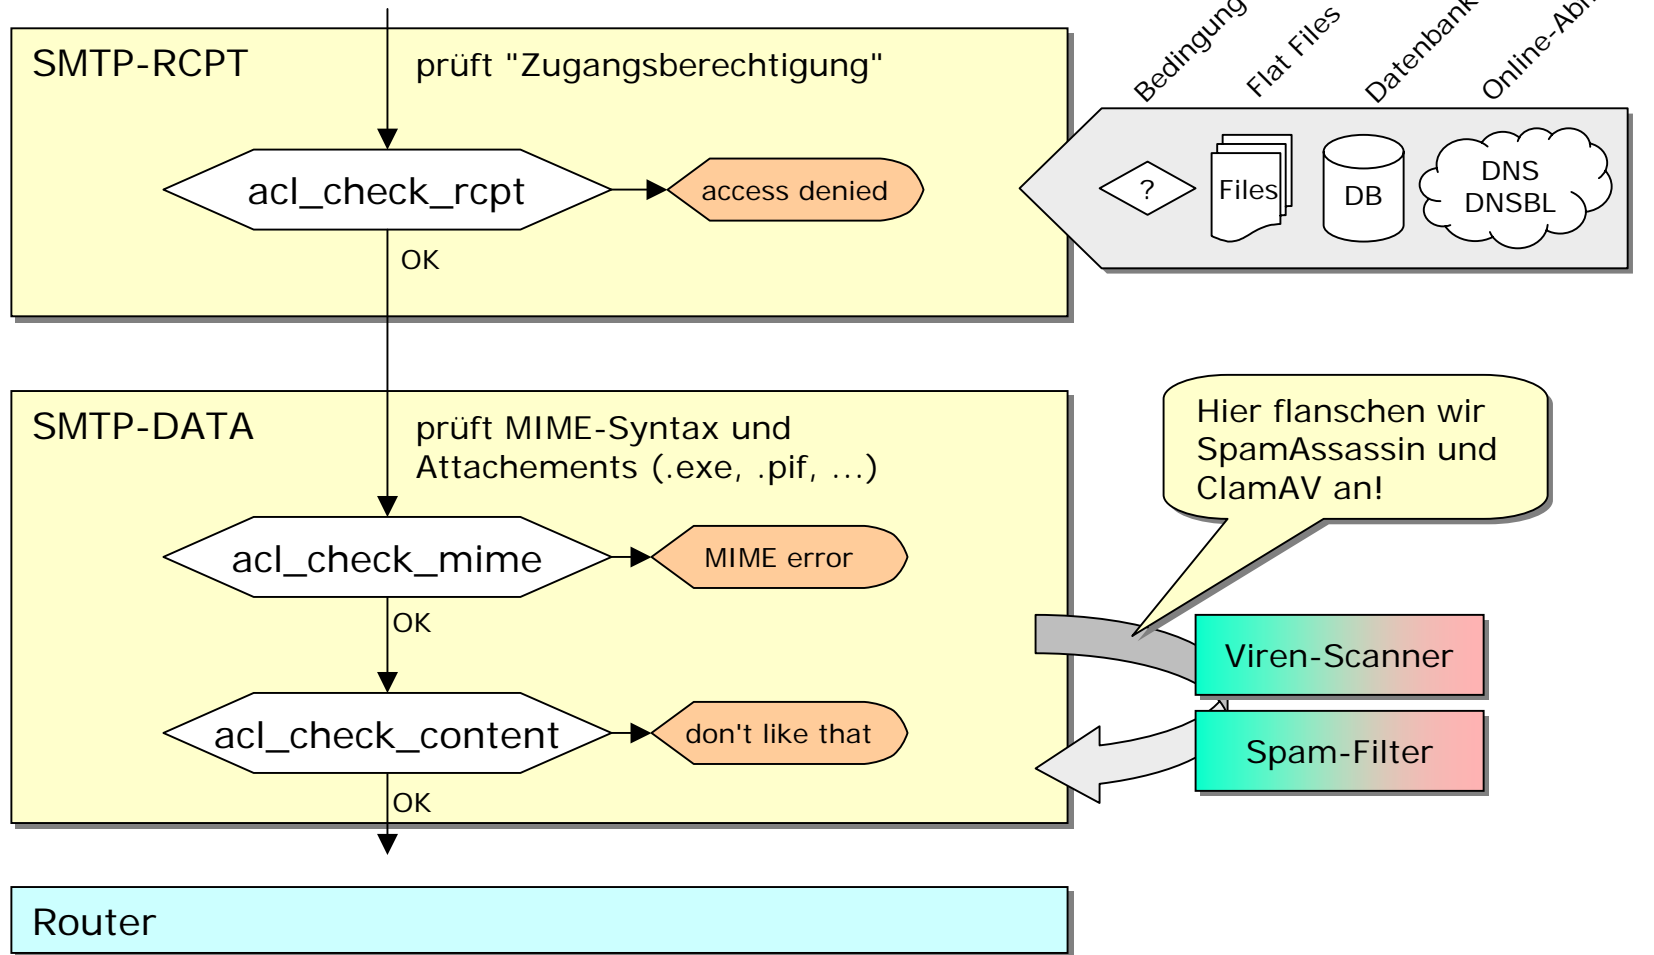 Bedingung
Flat Files
Datenbank
SMTP-RCPT
prüft "Zugangsberechtigung"
acl_check_rcpt
access denied
OK
?
Files
DB
DNS
DNSBL
SMTP-DATA
prüft MIME-Syntax und
Attachements (.exe, .pif, ...)
Hier flanschen wir
SpamAssassin und
ClamAV an!
acl_check_mime
MIME error
OK
Viren-Scanner
acl_check_content
don't like that
Spam-Filter
OK
Router